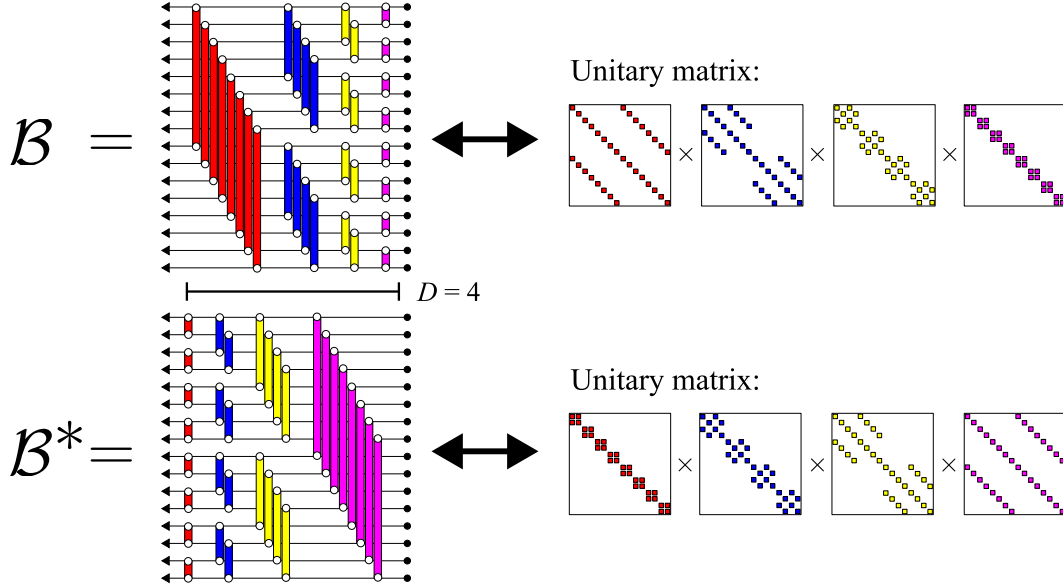 ℬ =
Unitary matrix:
× × ×
D = 4
ℬ* =
Unitary matrix:
× × ×